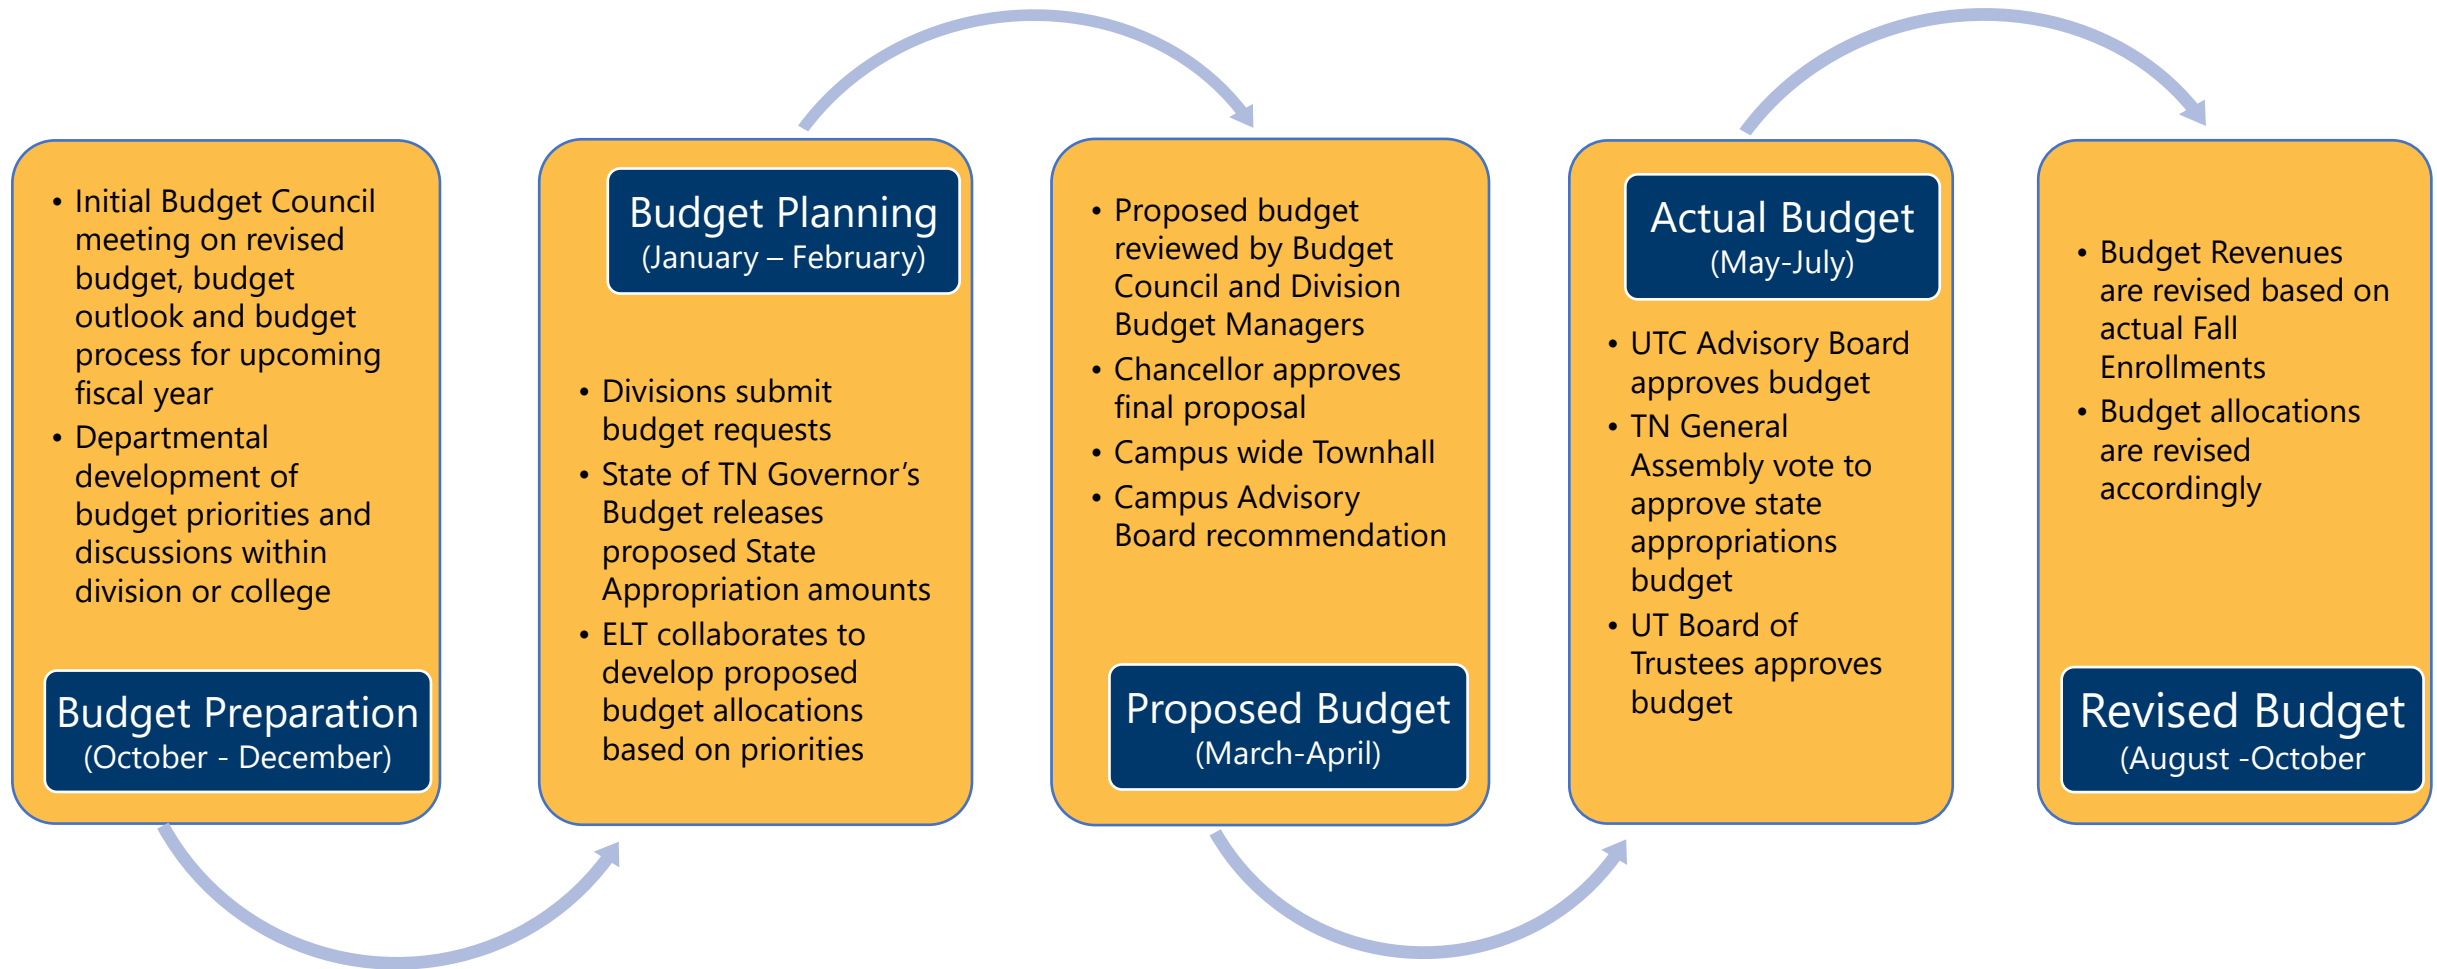 • Initial Budget Council
meeting on revised
budget, budget
outlook and budget
process for upcoming
fiscal year
• Departmental
development of
budget priorities and
discussions within
division or college
Budget Preparation
(October - December)
Budget Planning
(January – February)
• Divisions submit
budget requests
• State of TN Governor’s
Budget releases
proposed State
Appropriation amounts
• ELT collaborates to
develop proposed
budget allocations
based on priorities
• Proposed budget
reviewed by Budget
Council and Division
Budget Managers
• Chancellor approves
final proposal
• Campus wide Townhall
• Campus Advisory
Board recommendation
Proposed Budget
(March-April)
Actual Budget
(May-July)
• UTC Advisory Board
approves budget
• TN General
Assembly vote to
approve state
appropriations
budget
• UT Board of
Trustees approves
budget
• Budget Revenues
are revised based on
actual Fall
Enrollments
• Budget allocations
are revised
accordingly
Revised Budget
(August -October